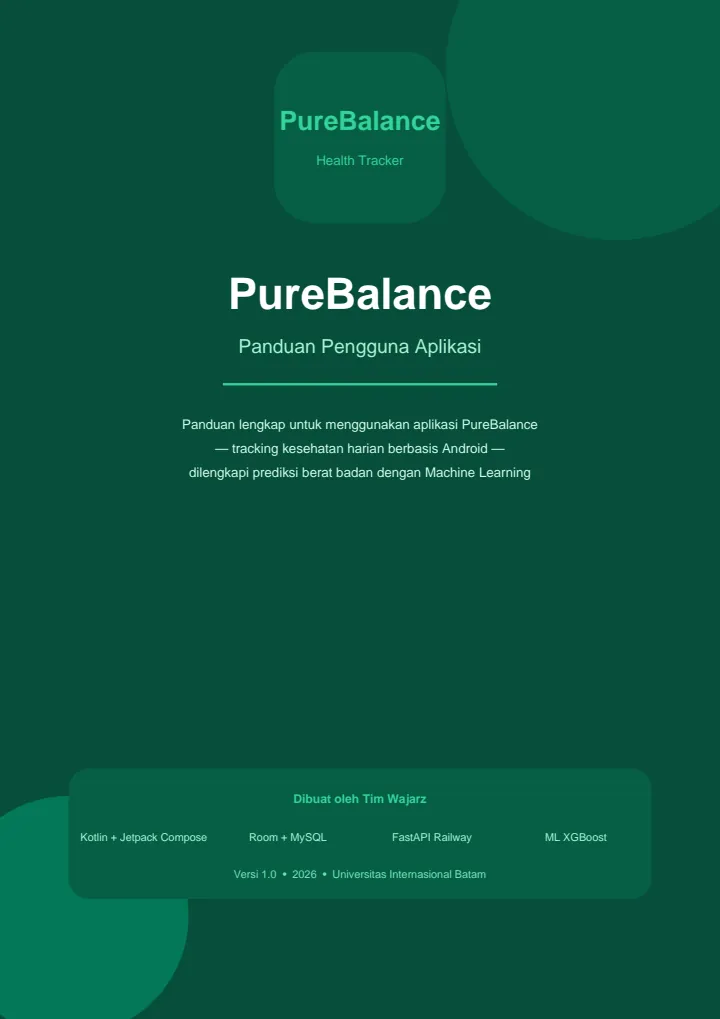 PureBalance
Health Tracker
PureBalance
Panduan Pengguna Aplikasi
Panduan lengkap untuk menggunakan aplikasi PureBalance
— tracking kesehatan harian berbasis Android —
dilengkapi prediksi berat badan dengan Machine Learning
Dibuat oleh Tim Wajarz
Kotlin + Jetpack Compose Room + MySQL FastAPI Railway ML XGBoost
Versi 1.0 • 2026 • Universitas Internasional Batam